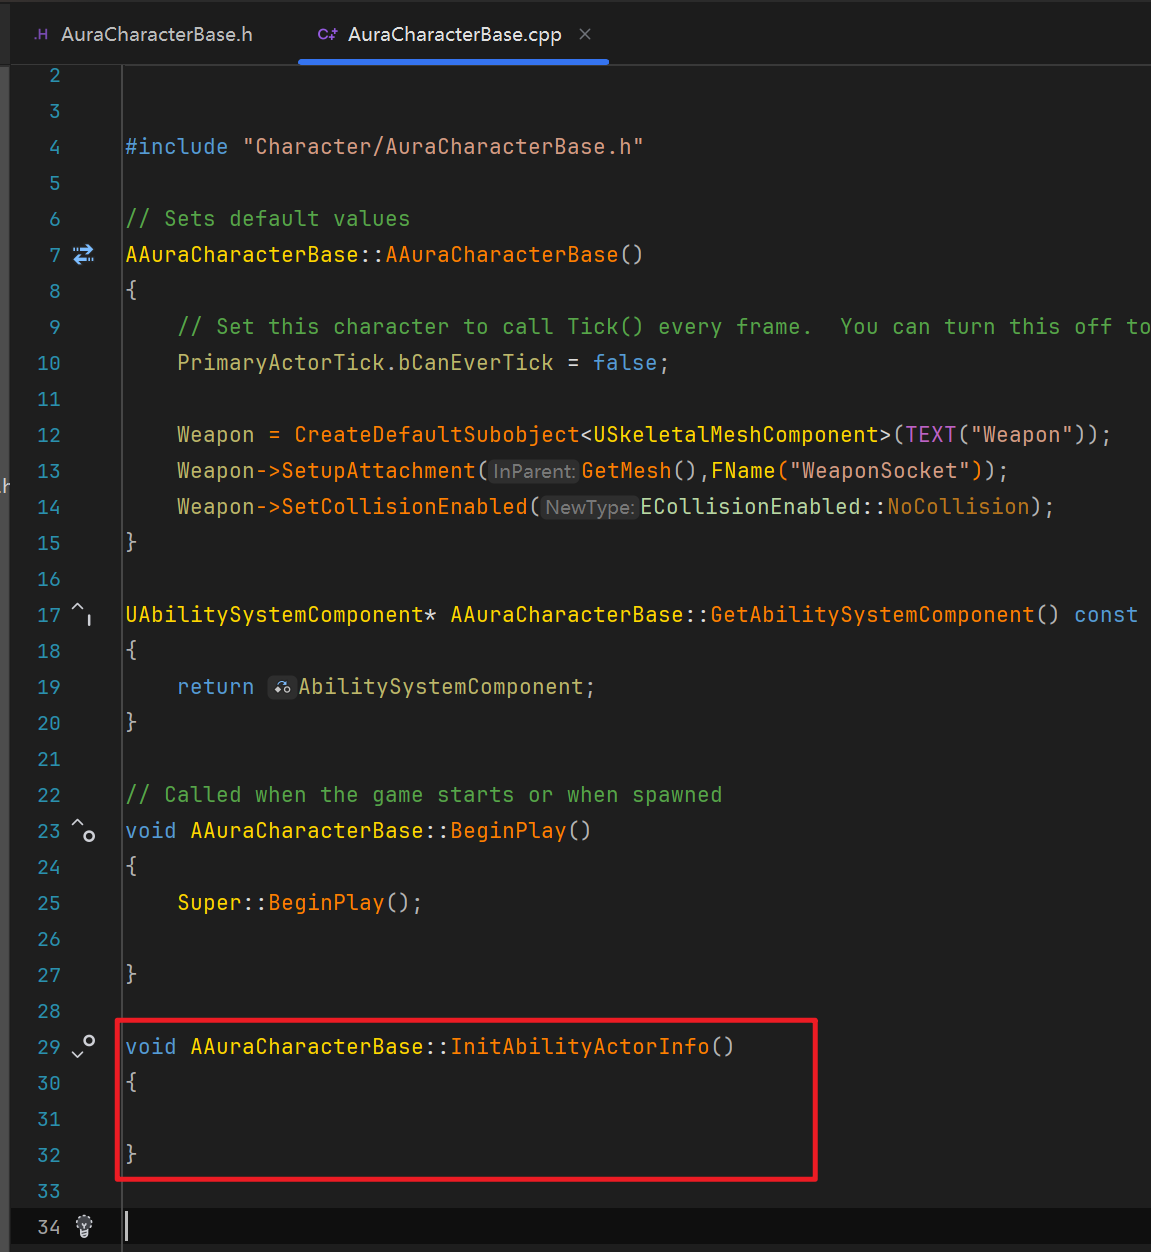 .H AuraCharacterBase.h C++ AuraCharacterBase.cpp ×
2
3
4 #include "Character/AuraCharacterBase.h"
5
6 // Sets default values
7 AAuraCharacterBase::AAuraCharacterBase()
8 {
9 // Set this character to call Tick() every frame.  You can turn this off to
10 PrimaryActorTick.bCanEverTick = false;
11
12 Weapon = CreateDefaultSubobject<USkeletalMeshComponent>(TEXT("Weapon"));
13 Weapon->SetupAttachment(InParent:GetMesh(),FName("WeaponSocket"));
.h
14 Weapon->SetCollisionEnabled(NewType:ECollisionEnabled::NoCollision);
15 }
16
17 UAbilitySystemComponent* AAuraCharacterBase::GetAbilitySystemComponent() const
18 {
19 return AbilitySystemComponent;
20 }
21
22 // Called when the game starts or when spawned
23 void AAuraCharacterBase::BeginPlay()
24 {
25 Super::BeginPlay();
26
27 }
28
29 void AAuraCharacterBase::InitAbilityActorInfo()
30 {
31
32 }
33
34